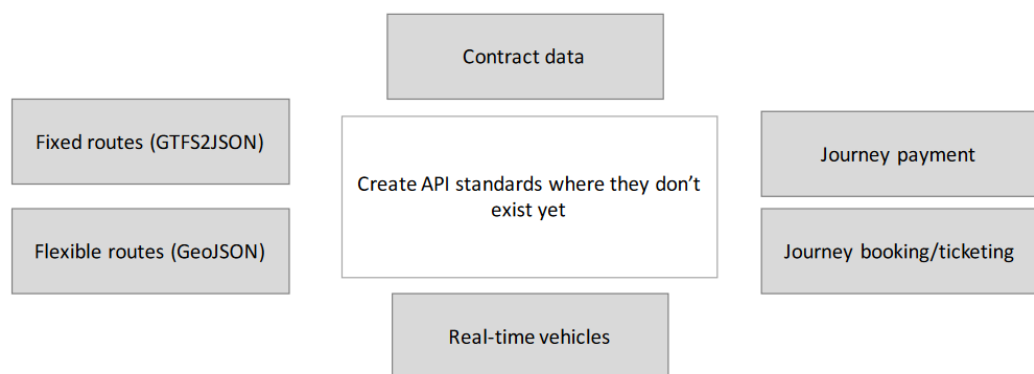 Contract data
Fixed routes (GTFS2JSON)
Journey payment
Create API standards where they don’t
exist yet
Flexible routes (GeoJSON)
Journey booking/ticketing
Real-time vehicles